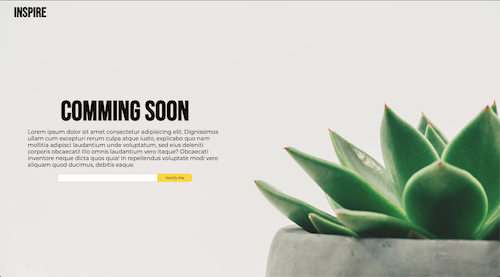 INSPIRE
COMMING SOON
Lorem ipsum dolor sit amet consectetur adipisicing elit. Dignissimos
ullam cum excepturi rerum culpa atque iusto, explicabo quo nam
mollitia adipisci laudantium unde voluptatum, sed eius deleniti
corporis obcaecati! Illo omnis laudantium vero itaque? Obcaecati
inventore neque dicta quos quia! In repellendus voluptate modi vero
aliquam quasi ducimus, debitis eaque.
Notify Me